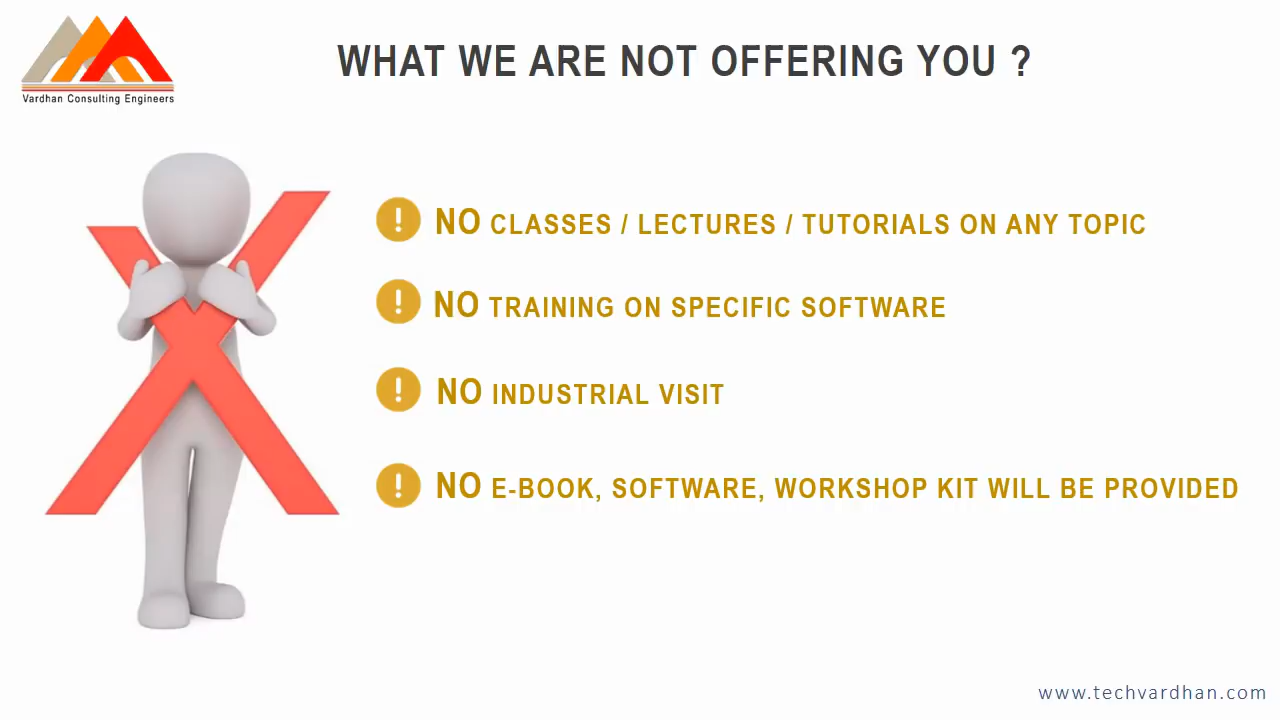 Vardhan Consulting Engineers
WHAT WE ARE NOT OFFERING YOU ?
NO CLASSES / LECTURES / TUTORIALS ON ANY TOPIC
NO TRAINING ON SPECIFIC SOFTWARE
NO INDUSTRIAL VISIT
NO E-BOOK, SOFTWARE, WORKSHOP KIT WILL BE PROVIDED
www.techvardhan.com